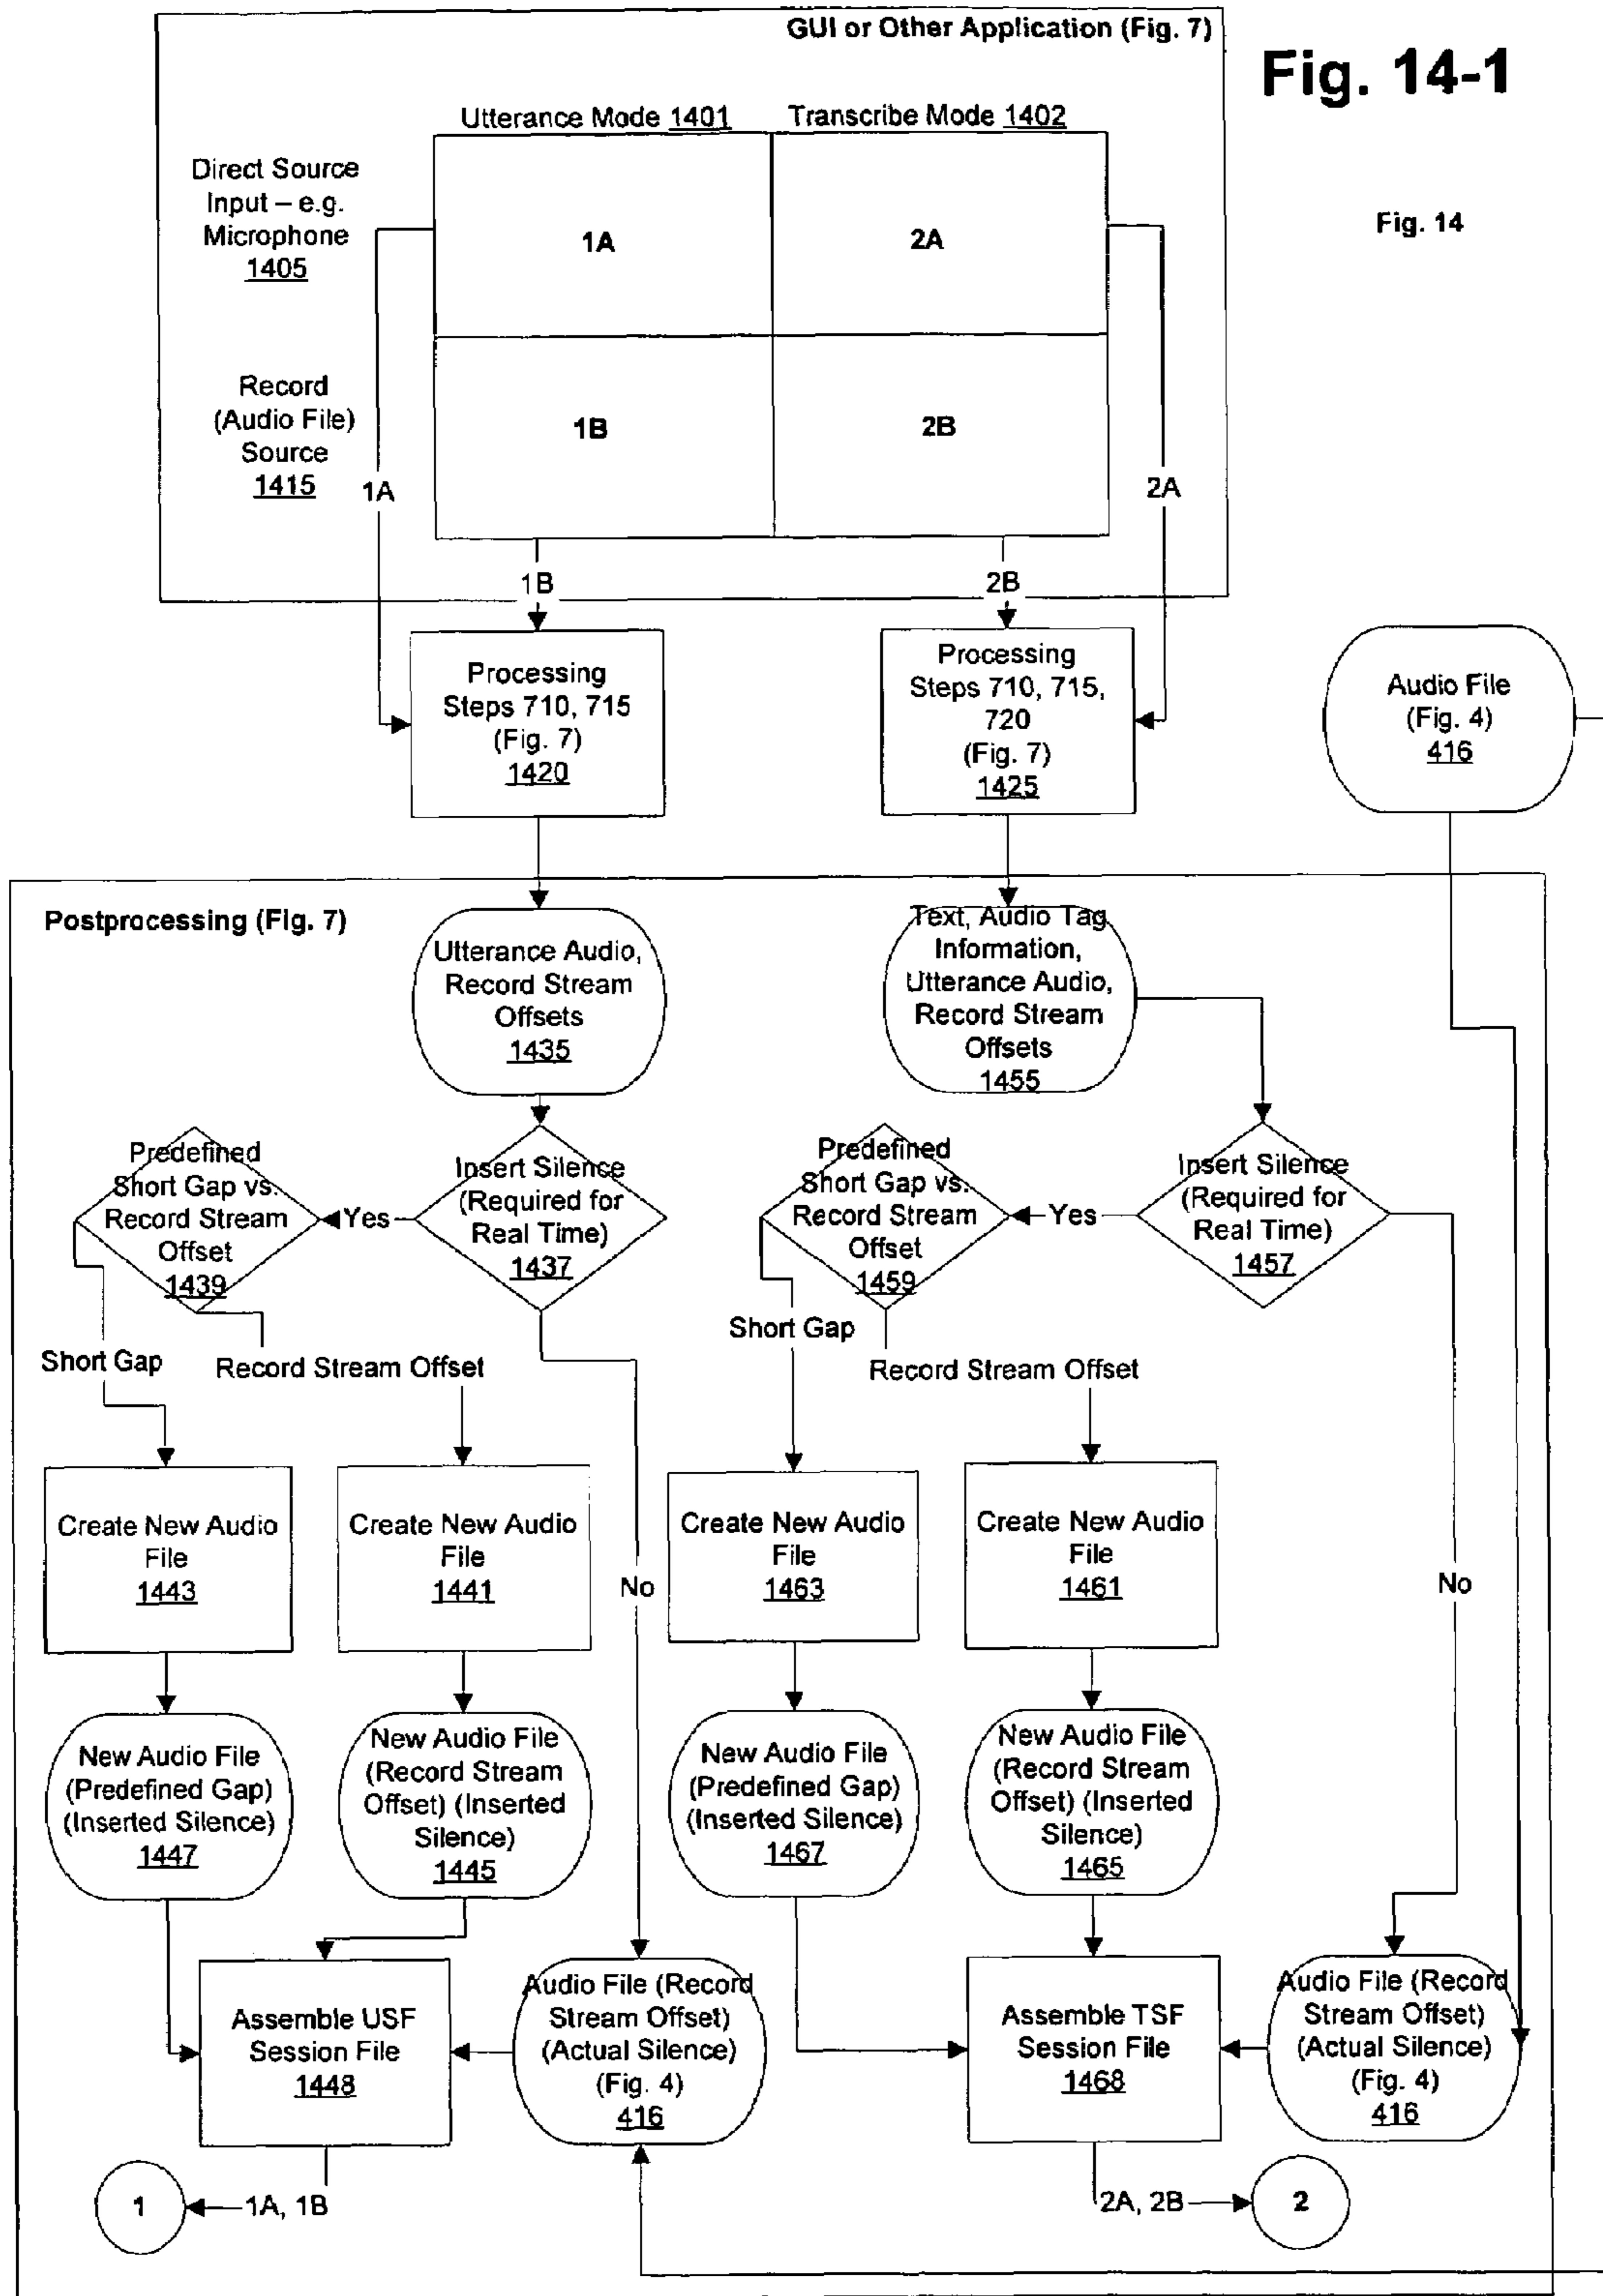 GUI or Other Application (Fig. 7)
Fig. 14-1
Utterance Mode 1401
Transcribe Mode 1402
Direct Source
Input – e.g.
Microphone
1405
1A
2A
Fig. 14
Record
(Audio File)
Source
1415
1B
2B
1A
2A
1B
2B
Processing
Steps 710, 715
(Fig. 7)
1420
Processing
Steps 710, 715,
720
(Fig. 7)
1425
Audio File
(Fig. 4)
416
Postprocessing (Fig. 7)
Utterance Audio,
Record Stream
Offsets
1435
Text, Audio Tag
Information,
Utterance Audio,
Record Stream
Offsets
1455
Predefined
Short Gap vs.
Record Stream
Offset
1439
Yes
Insert Silence
(Required for
Real Time)
1437
Predefined
Short Gap vs.
Record Stream
Offset
1459
Yes
Insert Silence
(Required for
Real Time)
1457
Short Gap
Record Stream Offset
Short Gap
Record Stream Offset
Create New Audio
File
1443
Create New Audio
File
1441
No
Create New Audio
File
1463
Create New Audio
File
1461
No
New Audio File
(Predefined Gap)
(Inserted Silence)
1447
New Audio File
(Record Stream
Offset) (Inserted
Silence)
1445
New Audio File
(Predefined Gap)
(Inserted Silence)
1467
New Audio File
(Record Stream
Offset) (Inserted
Silence)
1465
Assemble USF
Session File
1448
Audio File (Record
Stream Offset)
(Actual Silence)
(Fig. 4)
416
Assemble TSF
Session File
1468
Audio File (Record
Stream Offset)
(Actual Silence)
(Fig. 4)
416
1
1A, 1B
2A, 2B
2